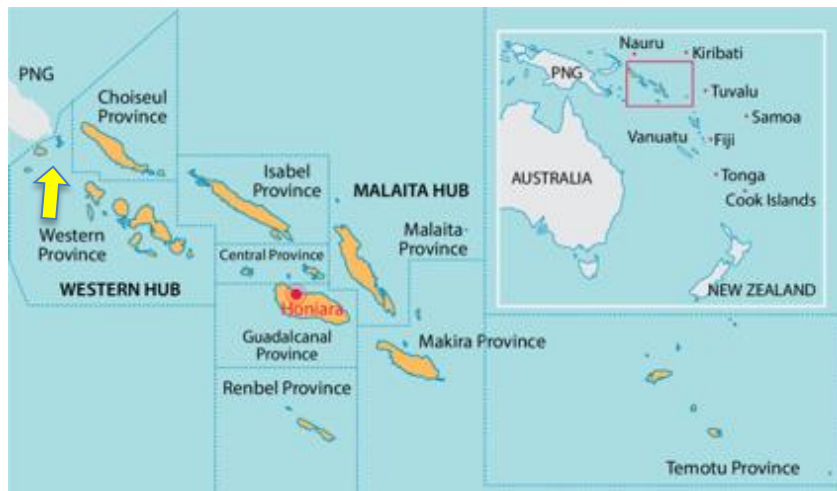 PNG
Choiseul
Province
Western
Province
WESTERN HUB
Isabel
Province
MALAITA HUB
Malaita-
Province
Central Province
Honiara
Guadalcanal
Province
Renbel Province
Makira Province
Temotu Province
Nauru
Kiribati
PNG
Tuvalu
Samoa
Vanuatu
Fiji
AUSTRALIA
Tonga
Cook Islands
NEW ZEALAND